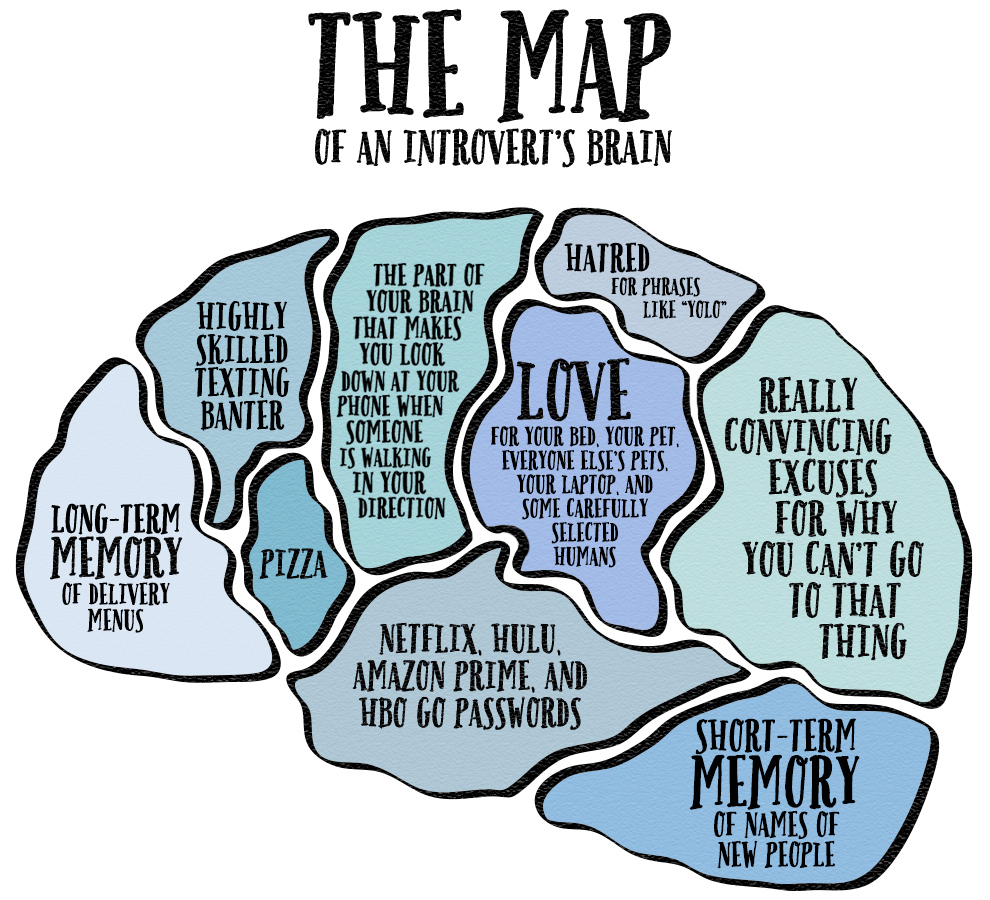 THE MAP
OF AN INTROVERT'S BRAIN
HIGHLY
SKILLED
TEXTING
BANTER
THE PART OF
YOUR BRAIN
THAT MAKES
YOU LOOK
DOWN AT YOUR
PHONE WHEN
SOMEONE
IS WALKING
IN YOUR
DIRECTION
HATRED
FOR PHRASES
LIKE "YOLO"
LOVE
FOR YOUR BED, YOUR PET,
EVERYONE ELSE'S PETS,
YOUR LAPTOP, AND
SOME CAREFULLY
SELECTED
HUMANS
REALLY
CONVINCING
EXCUSES
FOR WHY
YOU CAN'T GO
TO THAT
THING
LONG-TERM
MEMORY
OF DELIVERY
MENUS
PIZZA
NETFLIX, HULU,
AMAZON PRIME, AND
HBO GO PASSWORDS
SHORT-TERM
MEMORY
OF NAMES OF
NEW PEOPLE